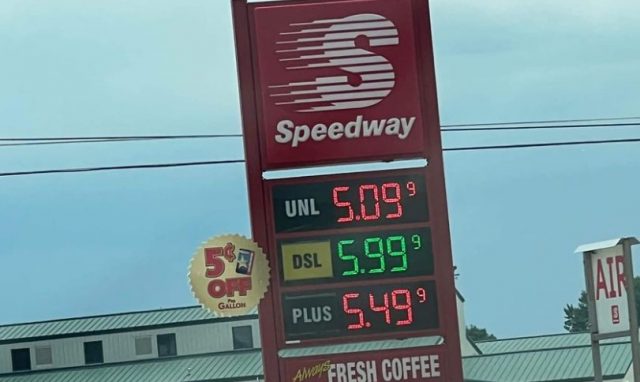 S
Speedway
UNL 5.09 9
DSL 5.99 9
PLUS 5.49 9
5¢
OFF
Per
GALLON
Always FRESH COFFEE
AIR